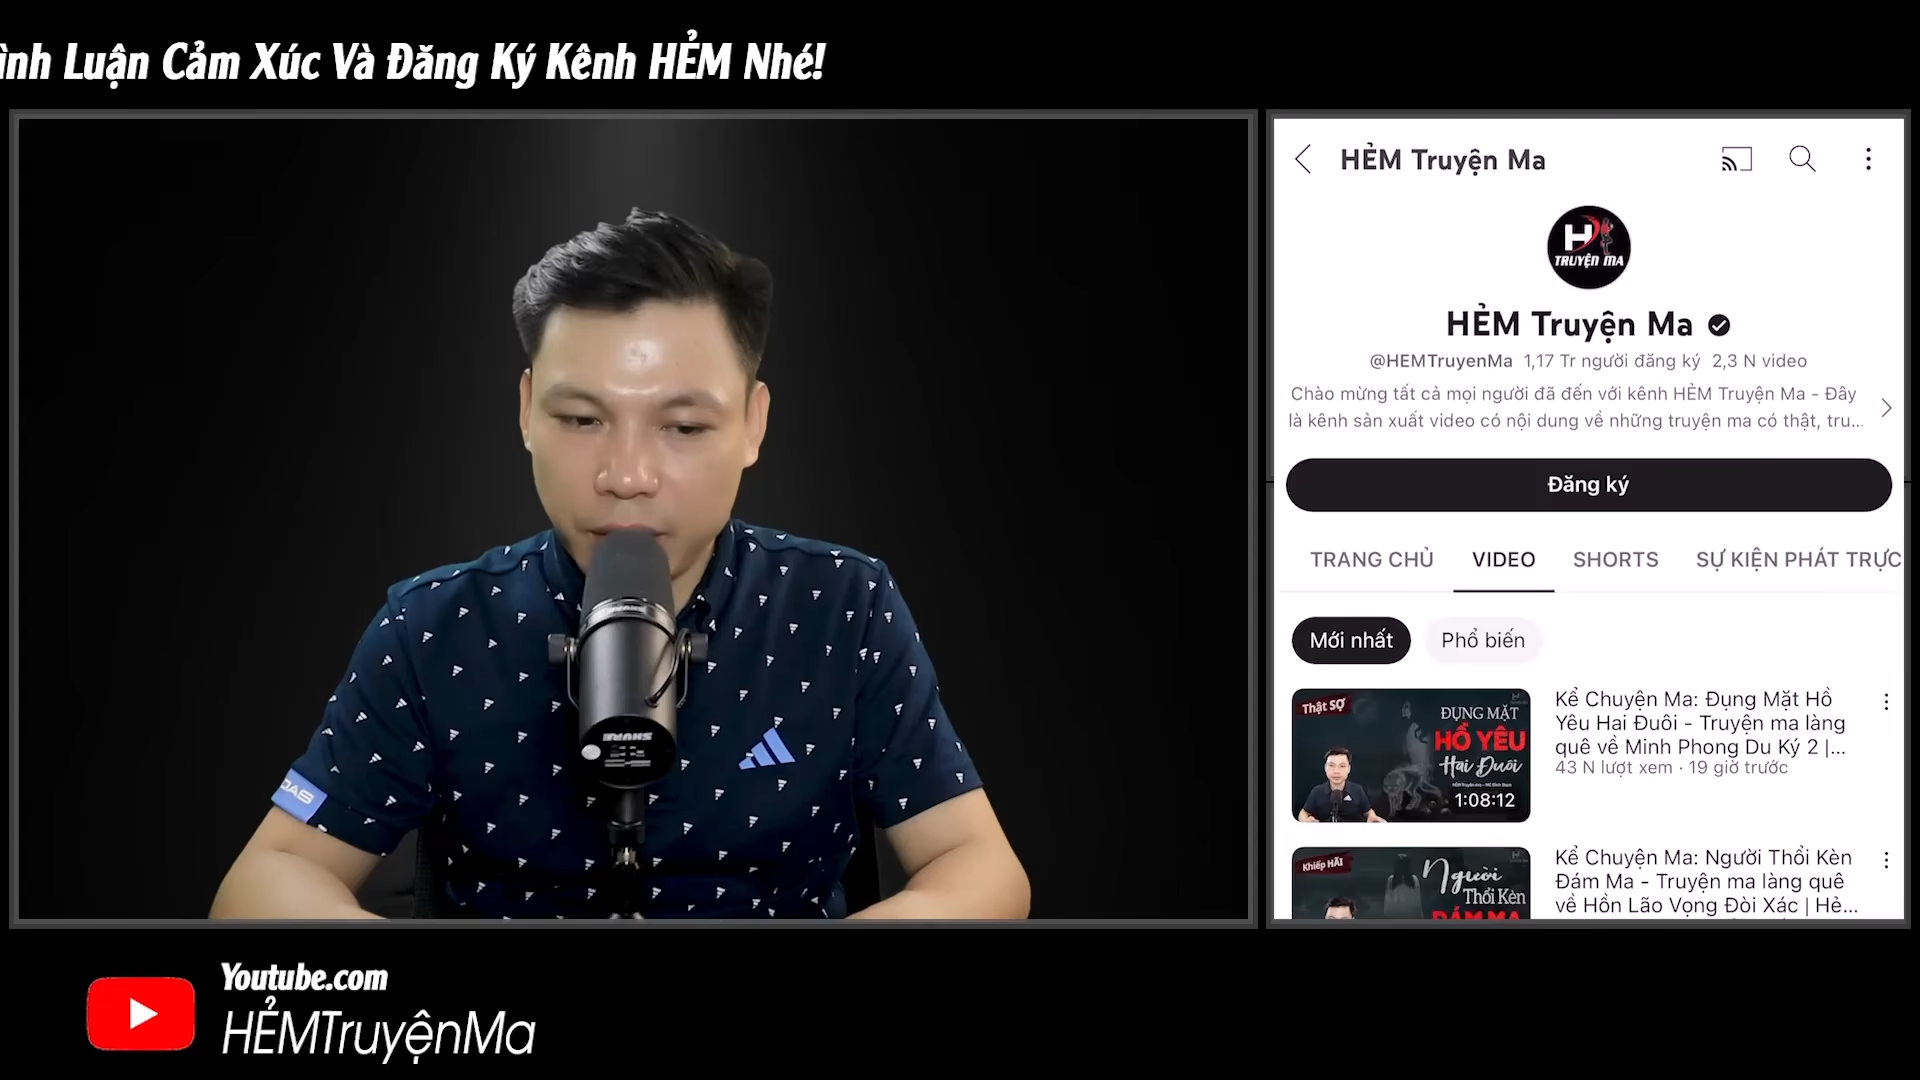 ình Luận Cảm Xúc Và Đăng Ký Kênh HẺM Nhé!
HẺM Truyện Ma
H
TRUYỆN MA
HẺM Truyện Ma
@HEMTruyenMa 1,17 Tr người đăng ký 2,3 N video
Chào mừng tất cả mọi người đã đến với kênh HẺM Truyện Ma - Đây
là kênh sản xuất video có nội dung về những truyện ma có thật, tru...
Đăng ký
TRANG CHỦ VIDEO SHORTS SỰ KIỆN PHÁT TRỰC
Mới nhất Phổ biến
Thật SỢ
ĐỤNG MẶT
HỒ YÊU
Hai Đuôi
1:08:12
Kể Chuyện Ma: Đụng Mặt Hồ
Yêu Hai Đuôi - Truyện ma làng
quê về Minh Phong Du Ký 2 |...
43 N lượt xem · 19 giờ trước
Khiếp HÃI
Người
Thổi Kèn
ĐÁM MA
Kể Chuyện Ma: Người Thổi Kèn
Đám Ma - Truyện ma làng quê
về Hồn Lão Vọng Đòi Xác | Hẻ...
SHURE
DAS
Youtube.com
HẺMTruyệnMa